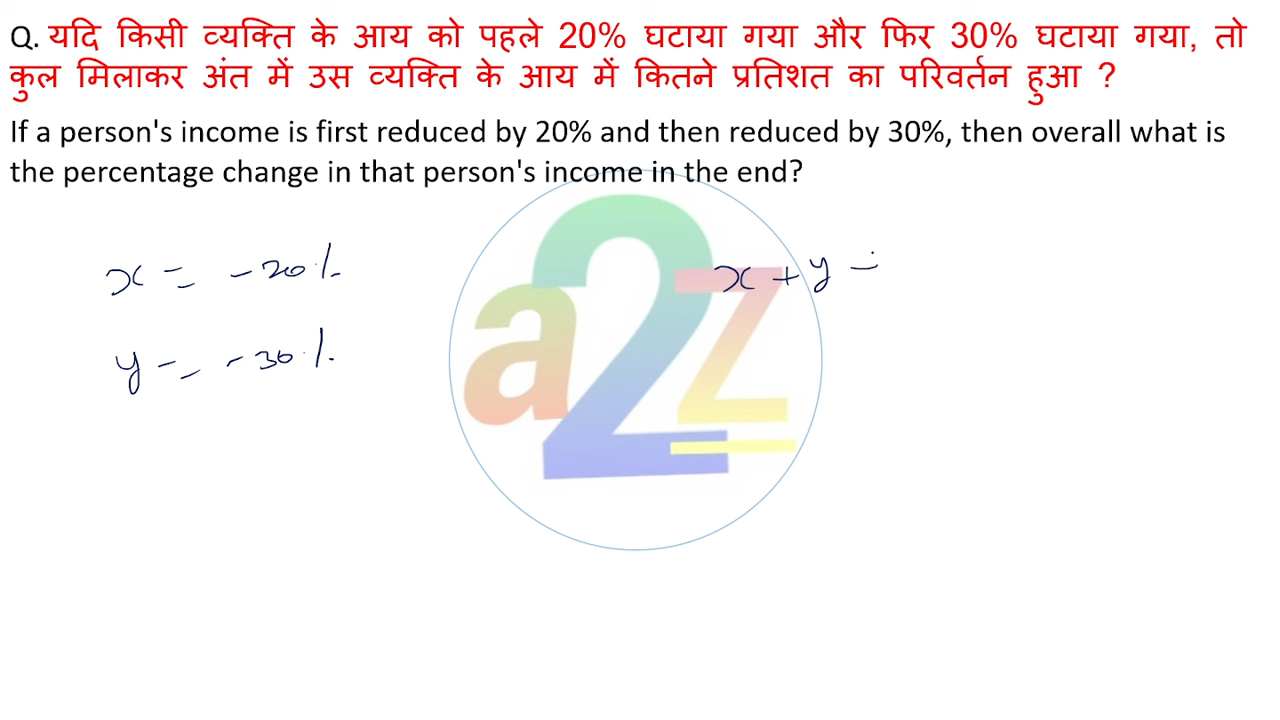 Q. यदि किसी व्यक्ति के आय को पहले 20% घटाया गया और फिर 30% घटाया गया, तो
कुल मिलाकर अंत में उस व्यक्ति के आय में कितने प्रतिशत का परिवर्तन हुआ ?
If a person's income is first reduced by 20% and then reduced by 30%, then overall what is
the percentage change in that person's income in the end?
x = -20%
x + y -
y = -30%
a2z